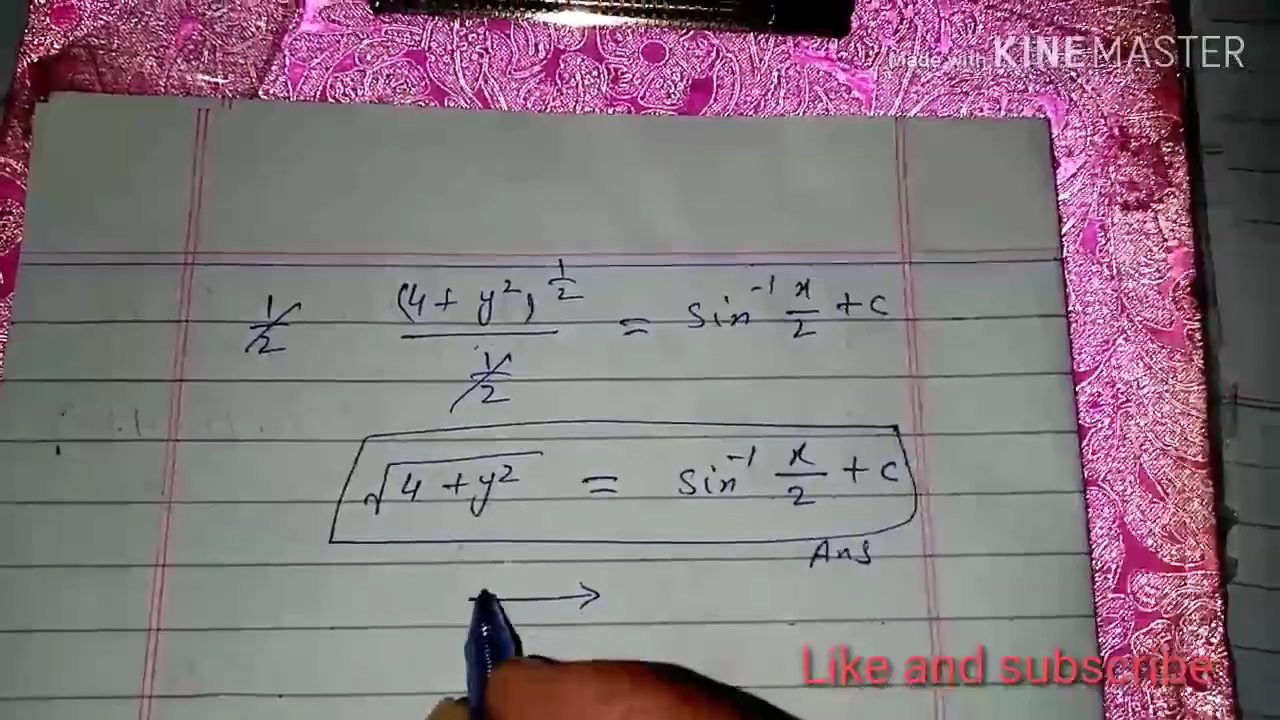 Made with KINEMASTER
1/2 (4 + y²)^1/2 / 1/2 = sin⁻¹ x/2 + c
√4 + y² = sin⁻¹ x/2 + c
Ans
Like and subscribe